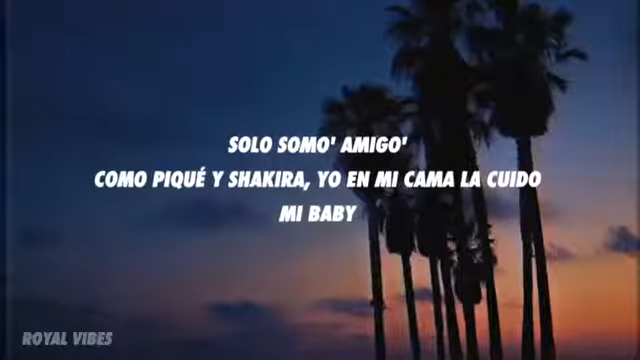 SOLO SOMO' AMIGO'
COMO PIQUÉ Y SHAKIRA, YO EN MI CAMA LA CUIDO
MI BABY
ROYAL VIBES